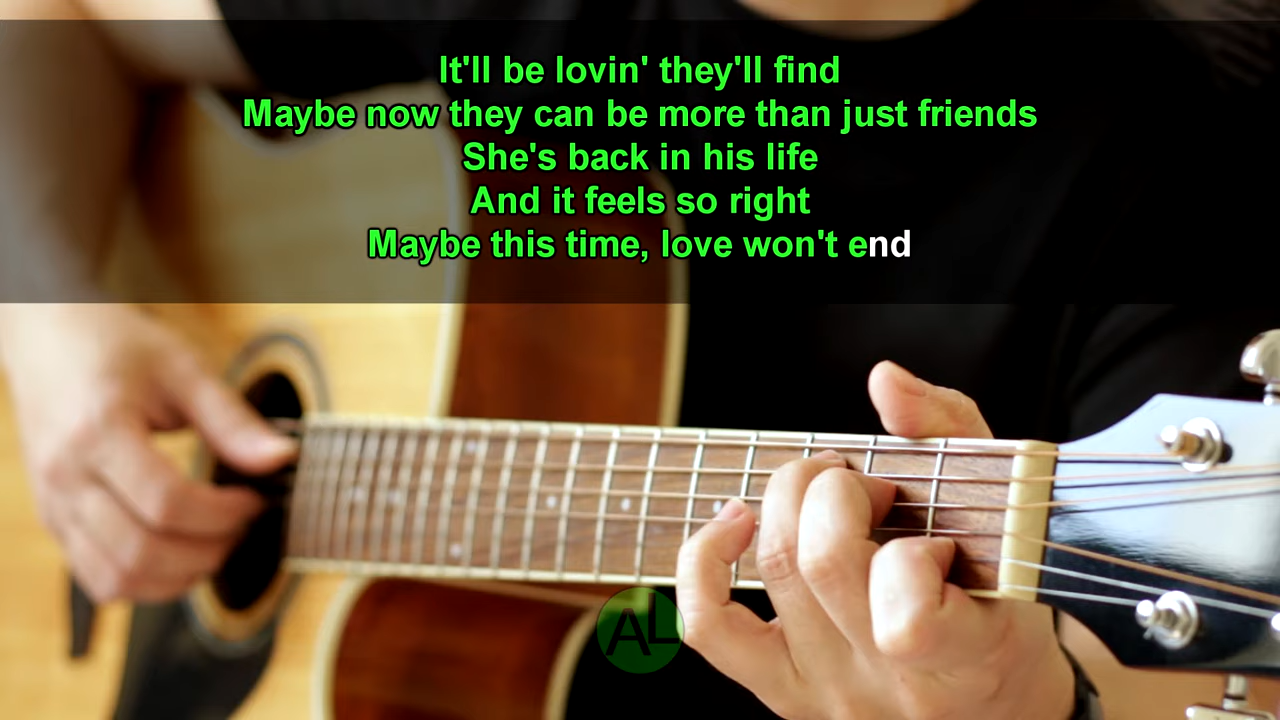 It'll be lovin' they'll find
Maybe now they can be more than just friends
She's back in his life
And it feels so right
Maybe this time, love won't end
AL